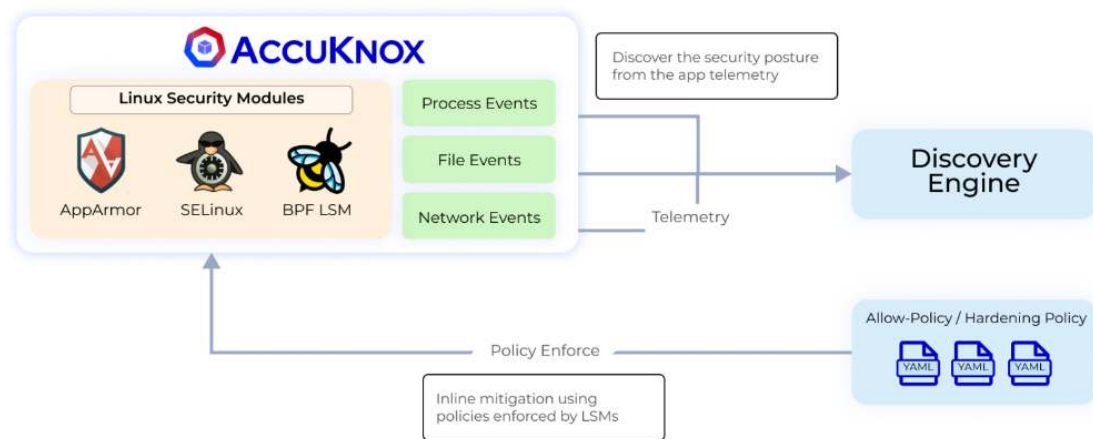 ACCUKNOX
Linux Security Modules
AppArmor
SELinux
BPF LSM
Process Events
File Events
Network Events
Discover the security posture
from the app telemetry
Telemetry
Discovery
Engine
Allow-Policy / Hardening Policy
YAML
YAML
YAML
Policy Enforce
Inline mitigation using
policies enforced by LSMs